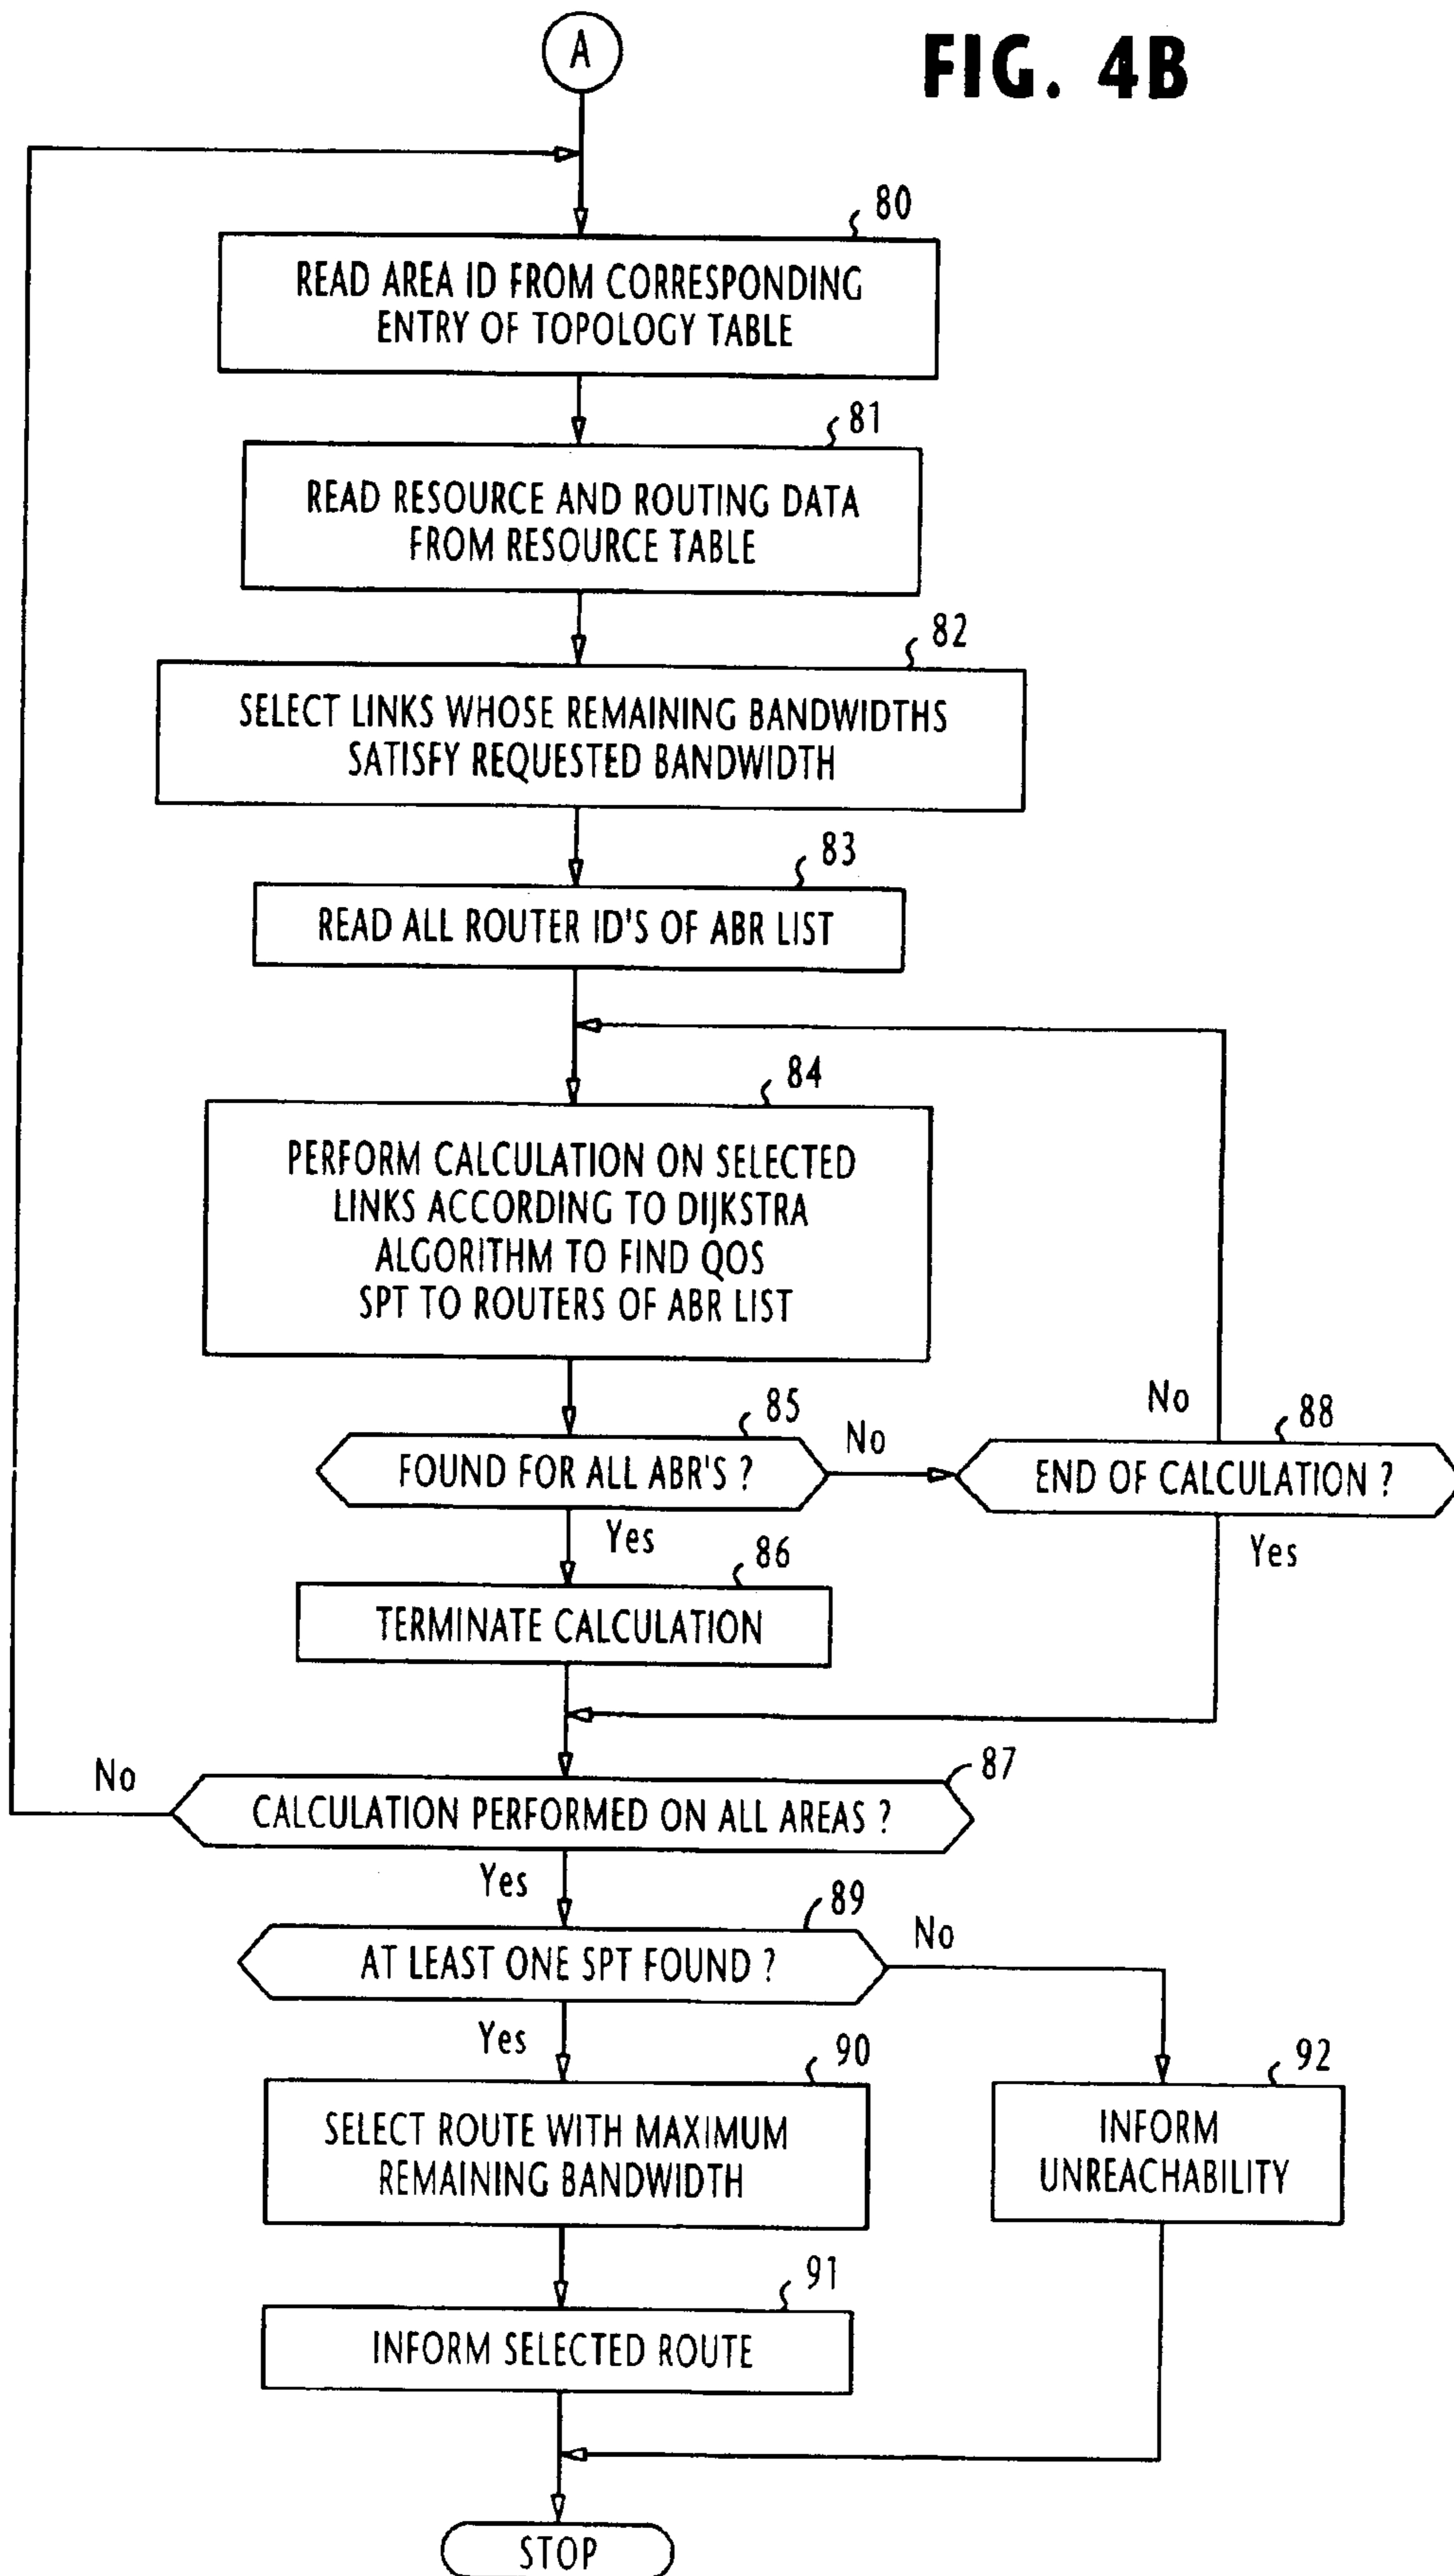 FIG. 4B
A
80
READ AREA ID FROM CORRESPONDING
ENTRY OF TOPOLOGY TABLE
81
READ RESOURCE AND ROUTING DATA
FROM RESOURCE TABLE
82
SELECT LINKS WHOSE REMAINING BANDWIDTHS
SATISFY REQUESTED BANDWIDTH
83
READ ALL ROUTER ID'S OF ABR LIST
84
PERFORM CALCULATION ON SELECTED
LINKS ACCORDING TO DIJKSTRA
ALGORITHM TO FIND QOS
SPT TO ROUTERS OF ABR LIST
85
FOUND FOR ALL ABR'S ?
No
No
88
END OF CALCULATION ?
Yes
Yes
86
TERMINATE CALCULATION
87
No
CALCULATION PERFORMED ON ALL AREAS ?
Yes
89
AT LEAST ONE SPT FOUND ?
No
Yes
90
SELECT ROUTE WITH MAXIMUM
REMAINING BANDWIDTH
92
INFORM
UNREACHABILITY
91
INFORM SELECTED ROUTE
STOP